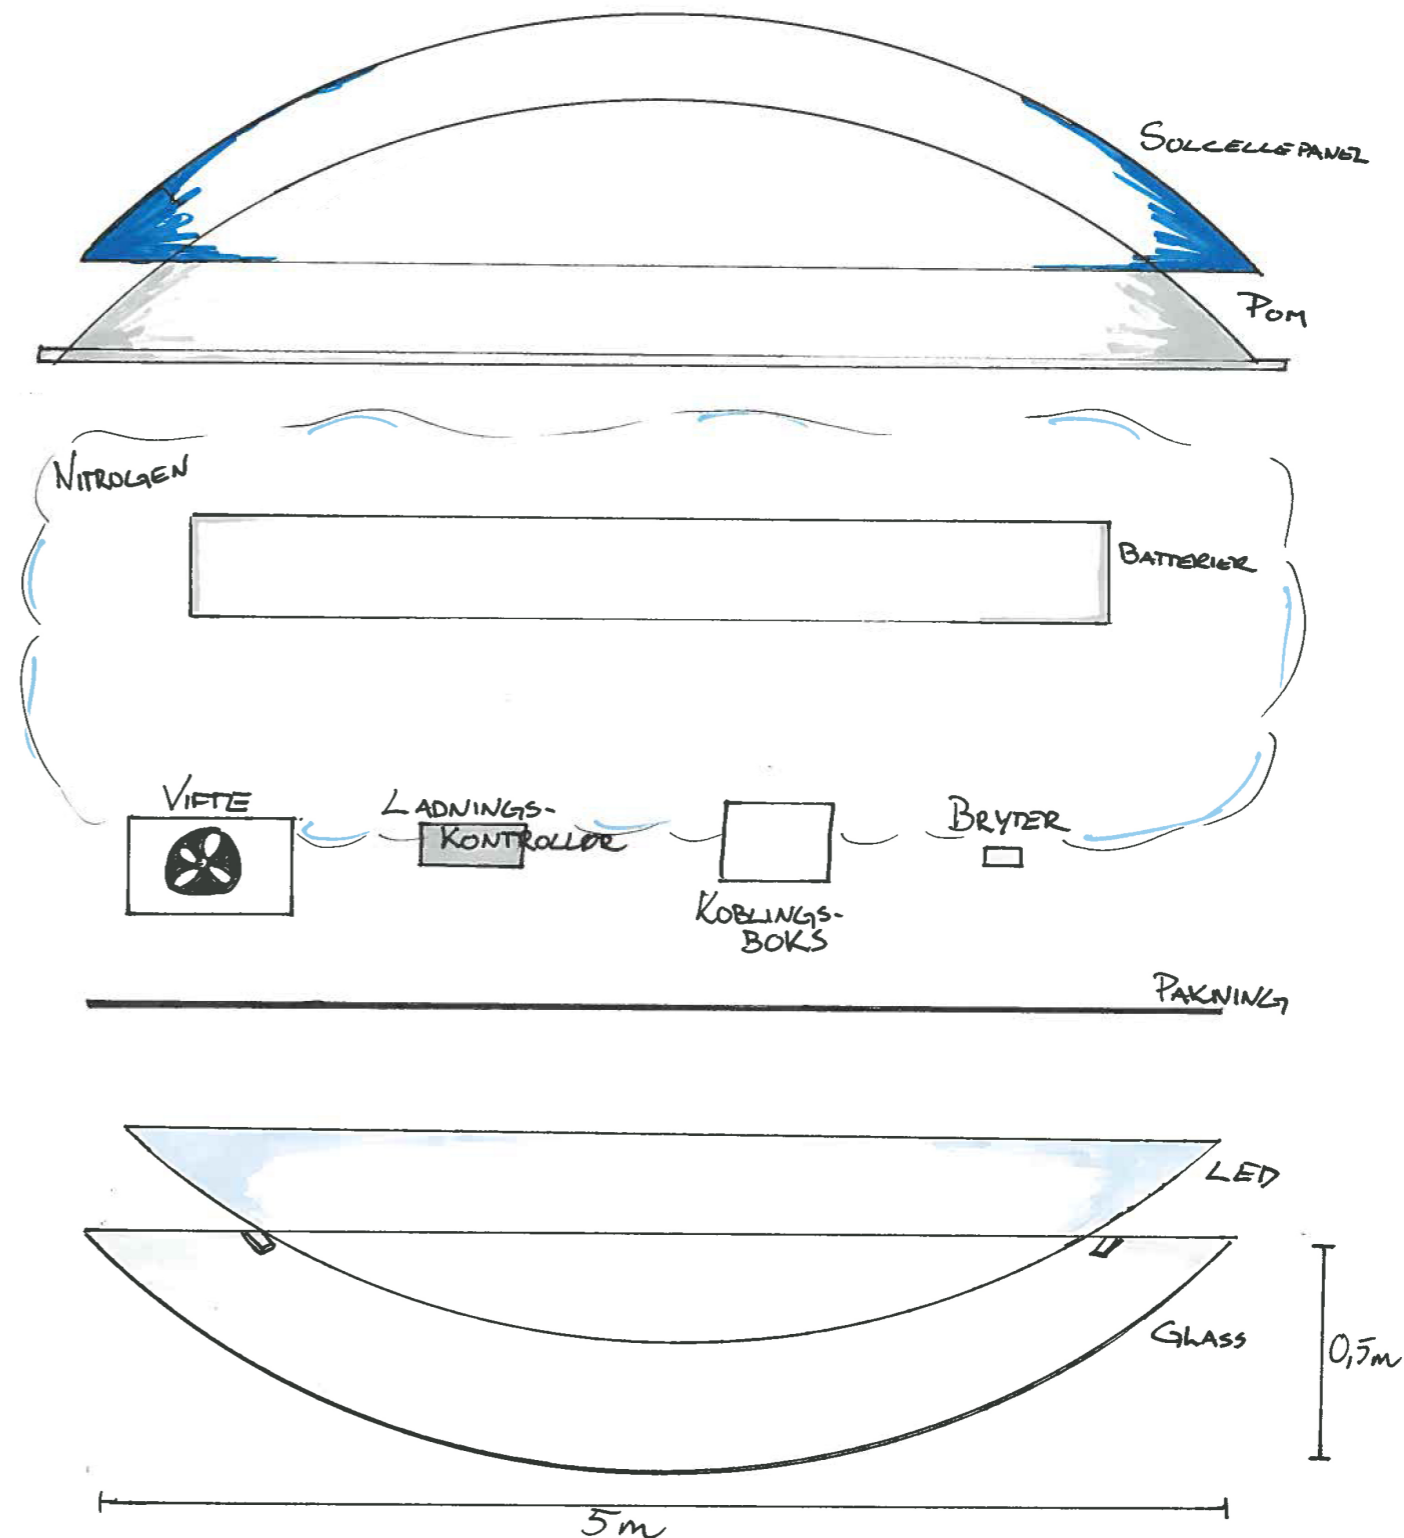 SOLCELLEPANEL
POM
NITROGEN
BATTERIER
VIFTE
LADNINGS-
KONTROLLER
BRYTER
KOBLINGS-
BOKS
PAKNING
LED
GLASS
0,5m
5m